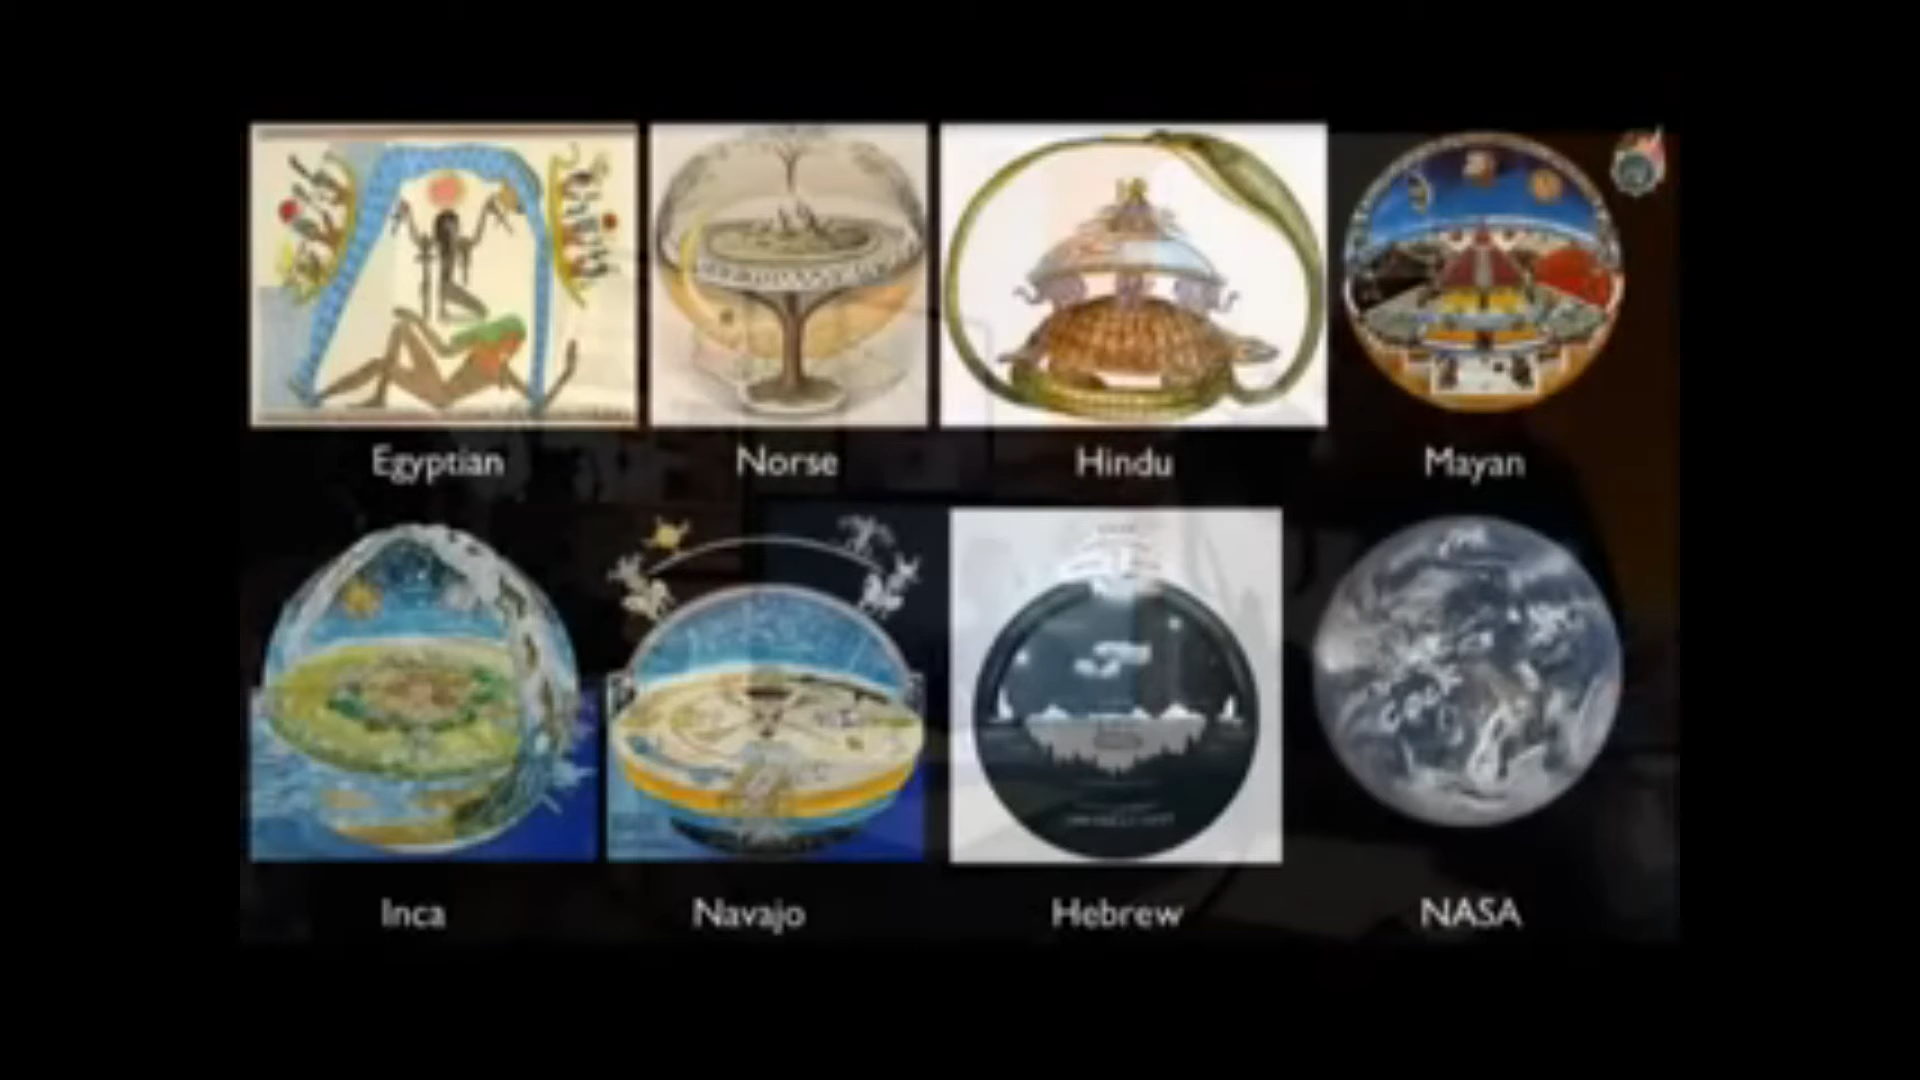 Egyptian
Norse
Hindu
Mayan
Inca
Navajo
Hebrew
NASA